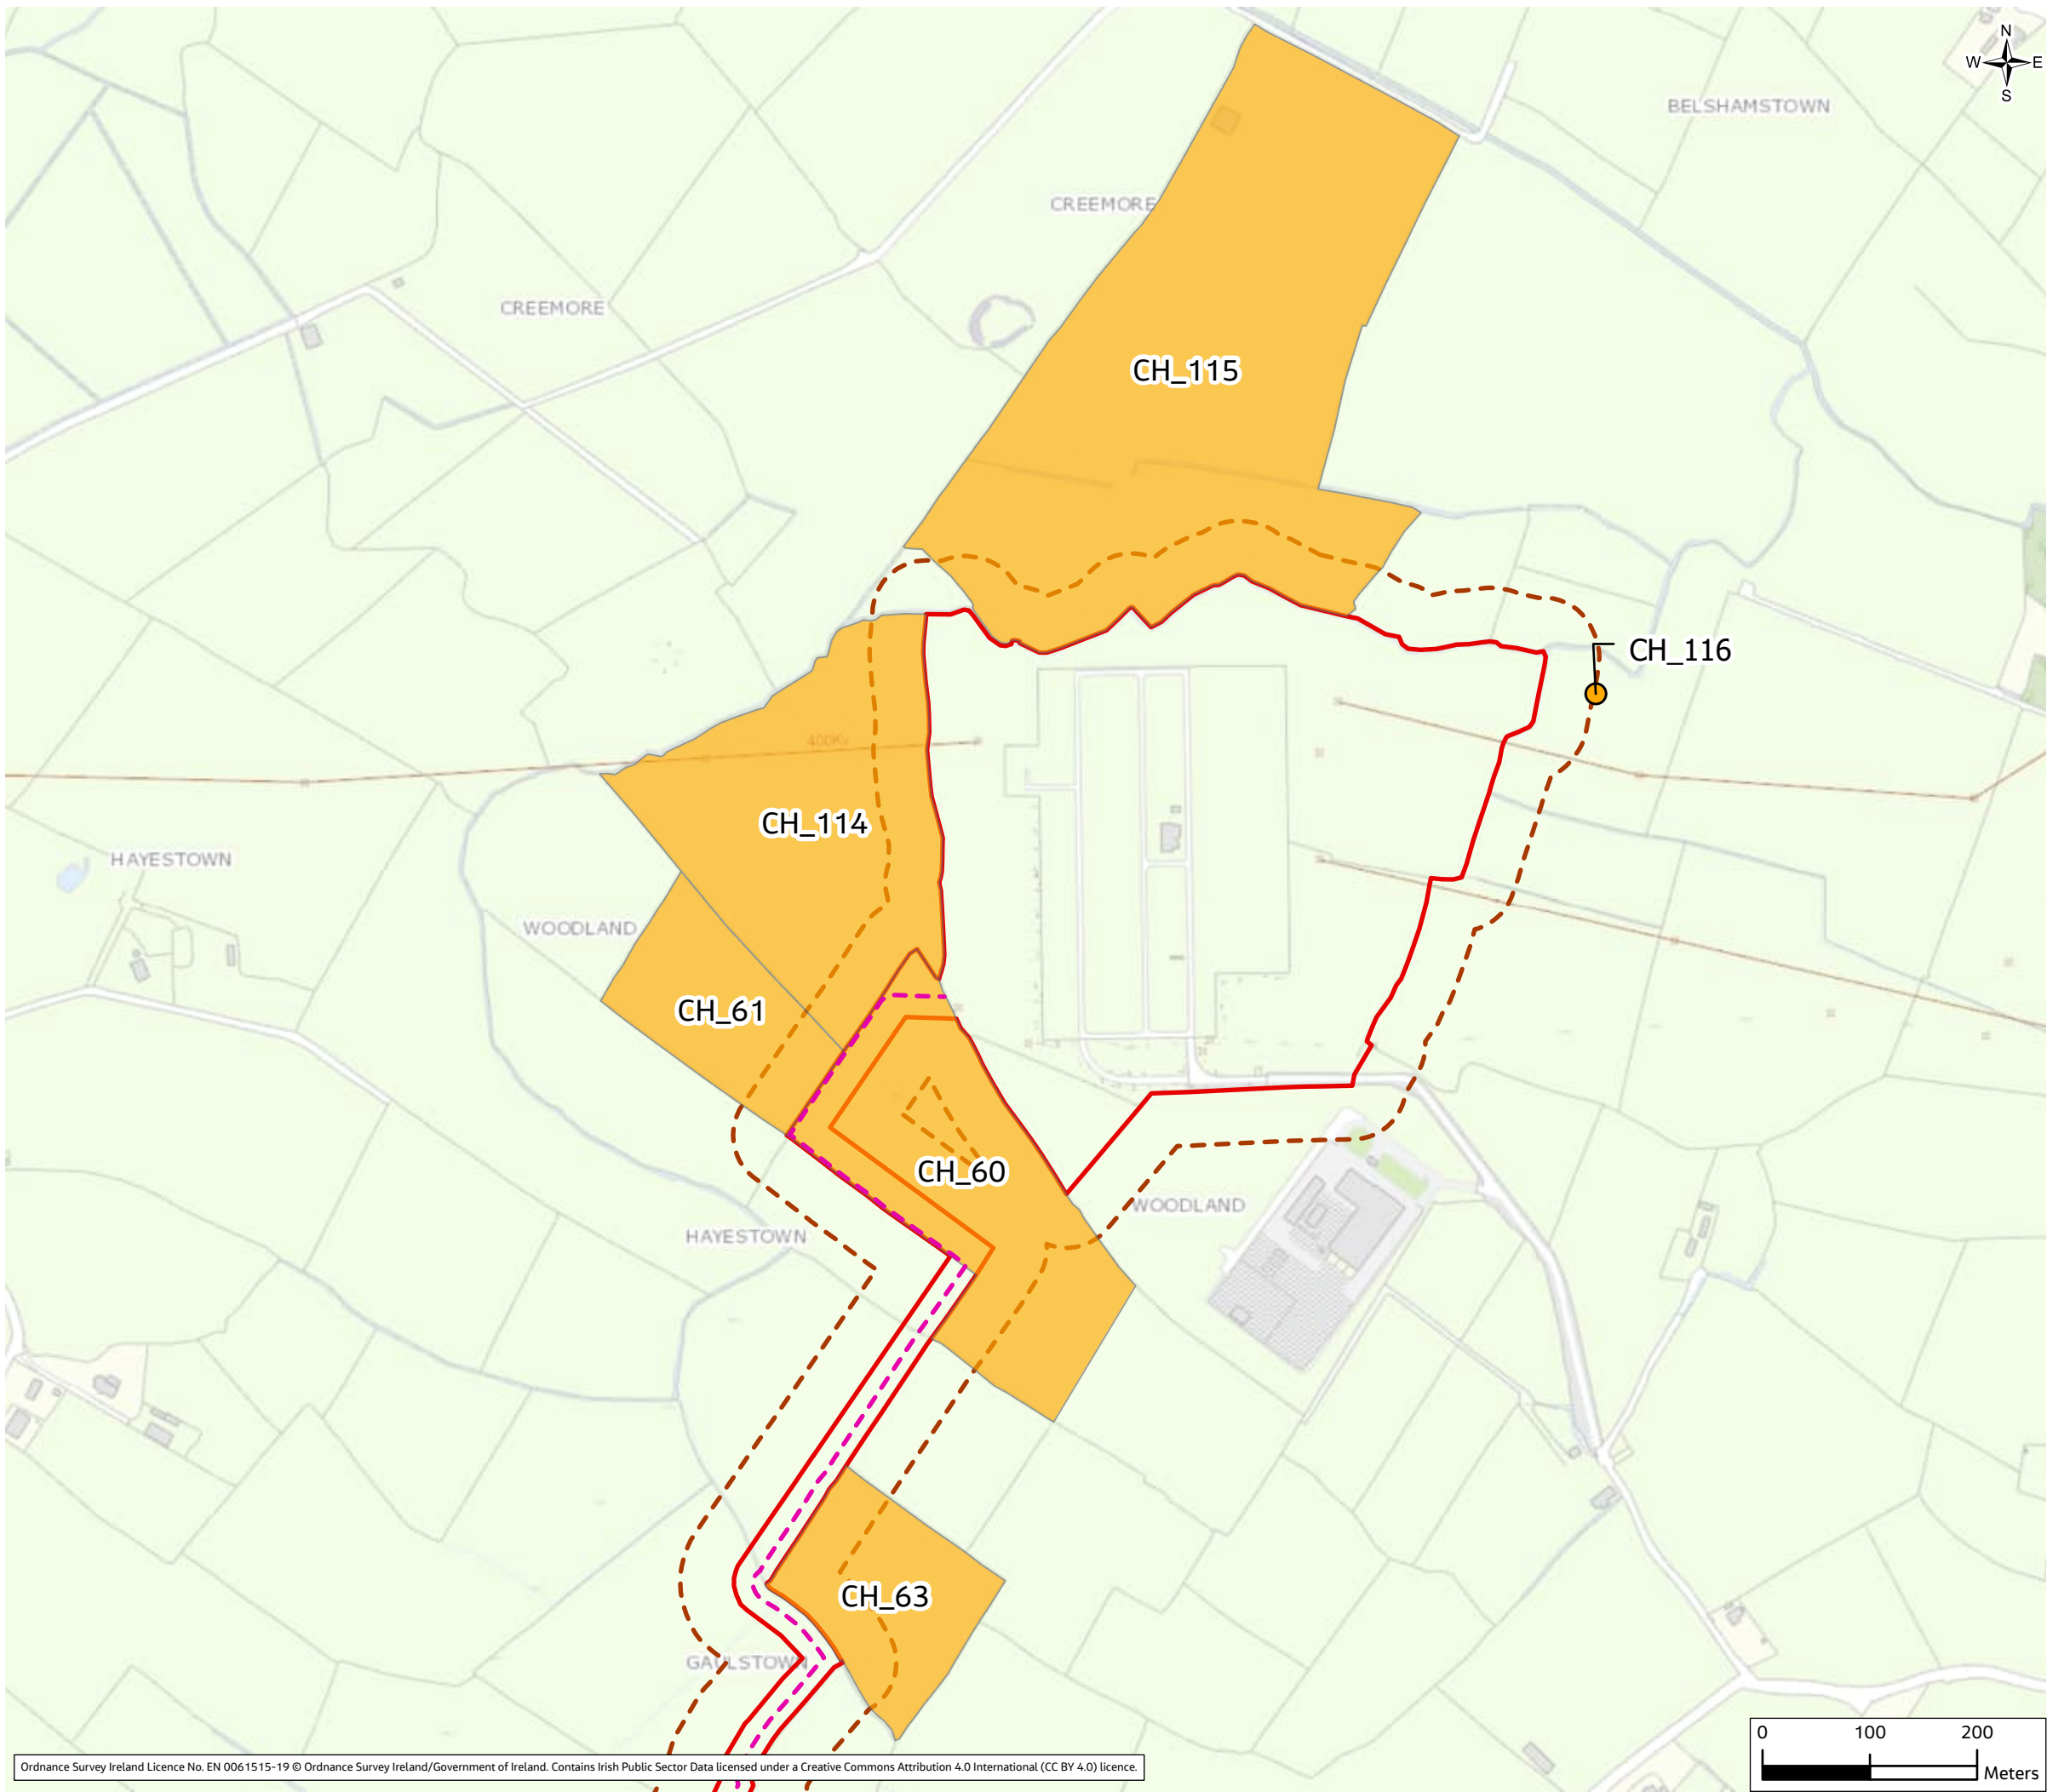 N
W E
S
BELSHAMSTOWN
CREEMORE
CREEMORE
CH_115
CH_116
400Kv
CH_114
HAYESTOWN
WOODLAND
CH_61
CH_60
WOODLAND
HAYESTOWN
CH_63
GAULSTOWN
0 100 200
Meters
Ordnance Survey Ireland Licence No. EN 0061515-19 © Ordnance Survey Ireland/Government of Ireland. Contains Irish Public Sector Data licensed under a Creative Commons Attribution 4.0 International (CC BY 4.0) licence.